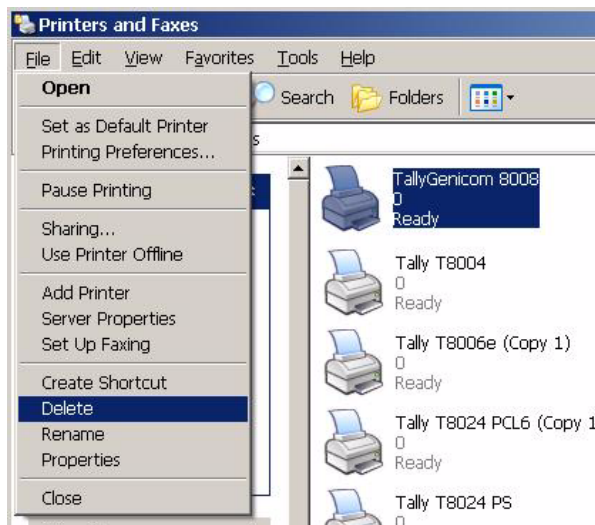 Printers and Faxes
File Edit View Favorites Tools Help
Search Folders
Open
Set as Default Printer
Printing Preferences...
Pause Printing
Sharing...
Use Printer Offline
Add Printer
Server Properties
Set Up Faxing
Create Shortcut
Delete
Rename
Properties
Close
TallyGenicom 8008
0
Ready
Tally T8004
0
Ready
Tally T8006e (Copy 1)
0
Ready
Tally T8024 PCL6 (Copy 1
0
Ready
Tally T8024 PS
0